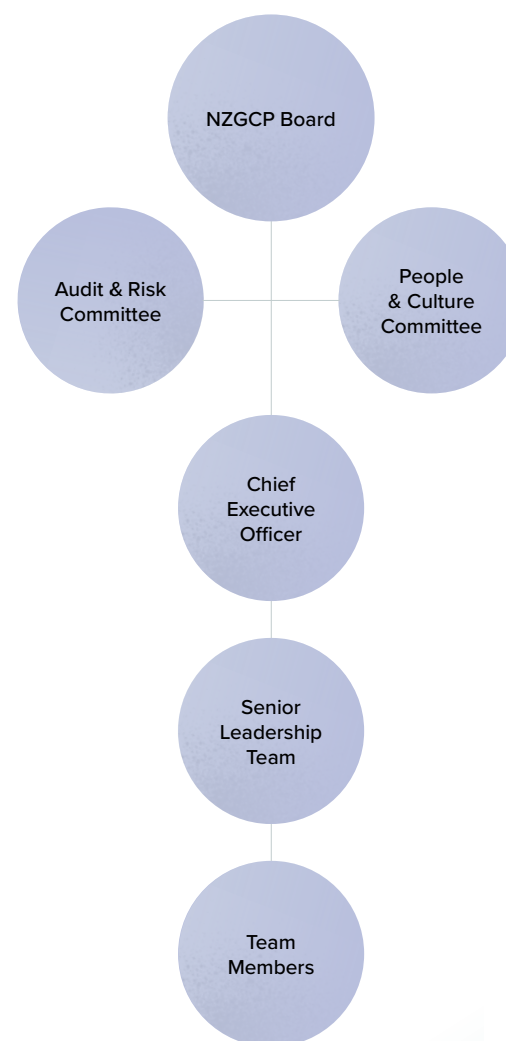 NZGCP Board
Audit & Risk
Committee
People
& Culture
Committee
Chief
Executive
Officer
Senior
Leadership
Team
Team
Members